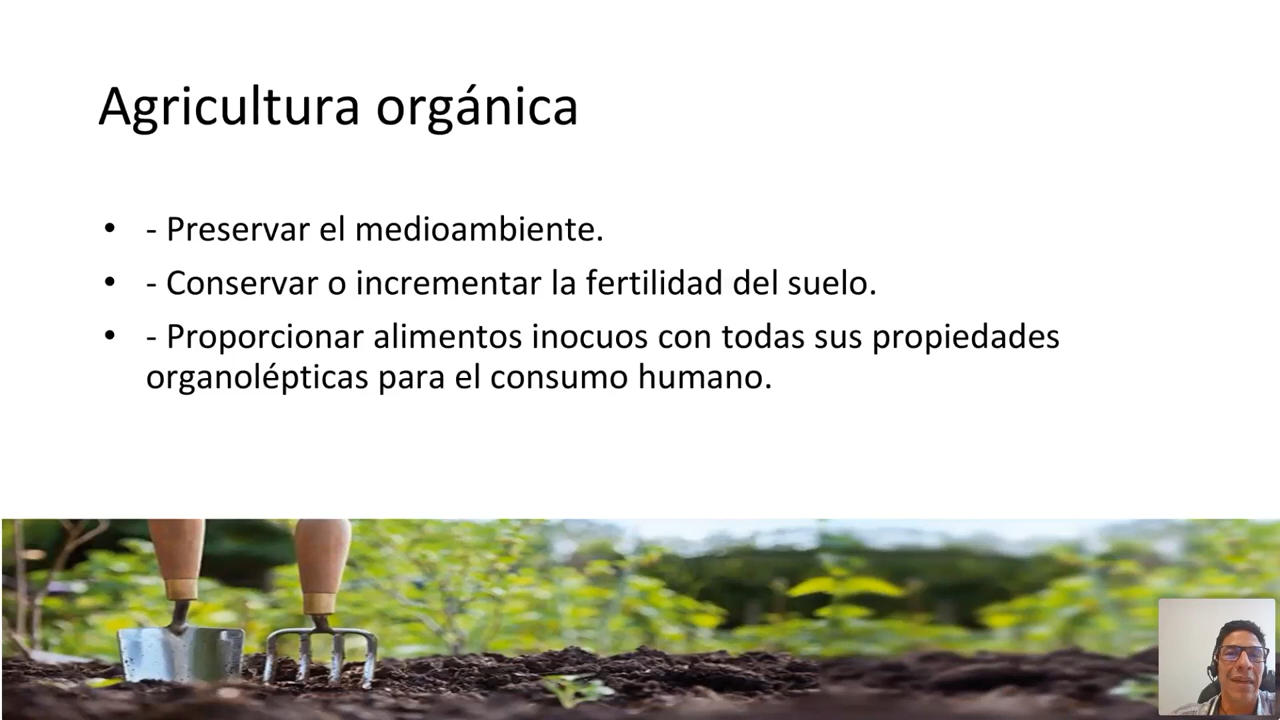 Agricultura orgánica
• - Preservar el medioambiente.
• - Conservar o incrementar la fertilidad del suelo.
• - Proporcionar alimentos inocuos con todas sus propiedades
organolépticas para el consumo humano.